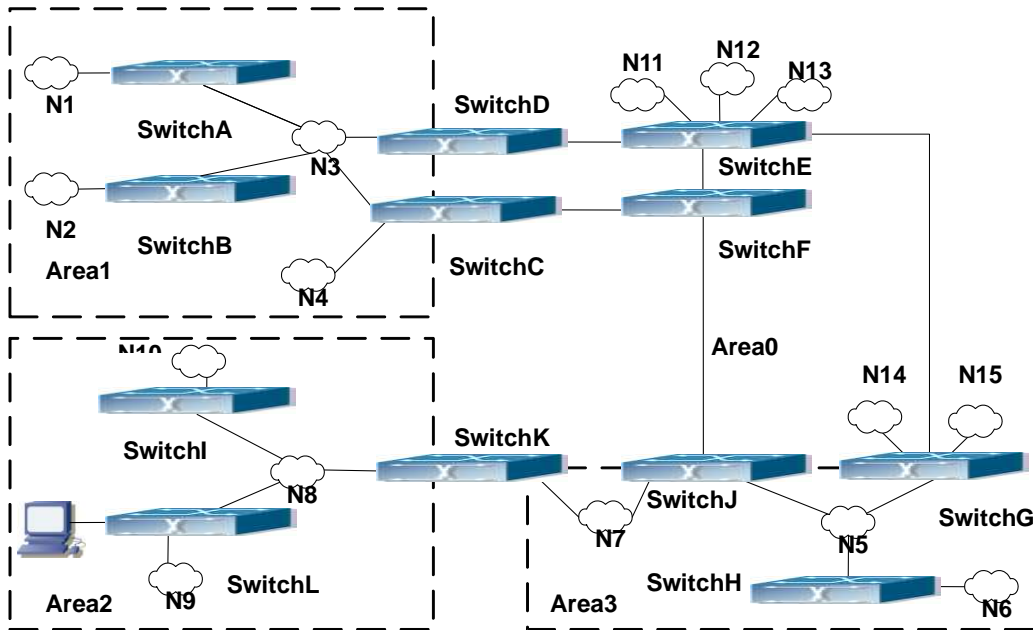 N11
N12
N13
N1
SwitchD
SwitchA
N3
SwitchE
N2
SwitchB
SwitchF
Area1
SwitchC
N4
Area0
N10
N14
N15
SwitchI
SwitchK
N8
SwitchJ
SwitchG
N7
N5
SwitchL
SwitchH
N9
Area2
Area3
N6